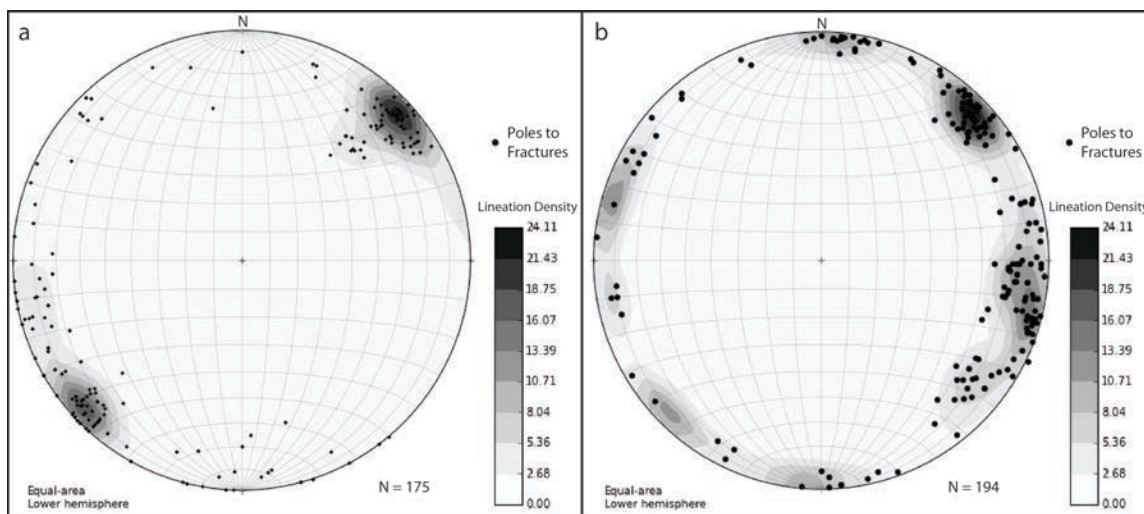 a
N
Poles to
Fractures
Lineation Density
24.11
21.43
18.75
16.07
13.39
10.71
8.04
5.36
2.68
0.00
N = 175
Equal-area
Lower hemisphere
b
N
Poles to
Fractures
Lineation Density
24.11
21.43
18.75
16.07
13.39
10.71
8.04
5.36
2.68
0.00
N = 194
Equal-area
Lower hemisphere